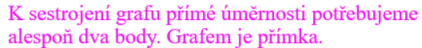 K sestrojení grafu přímé úměrnosti potřebujeme
alespoň dva body. Grafem je přímka.